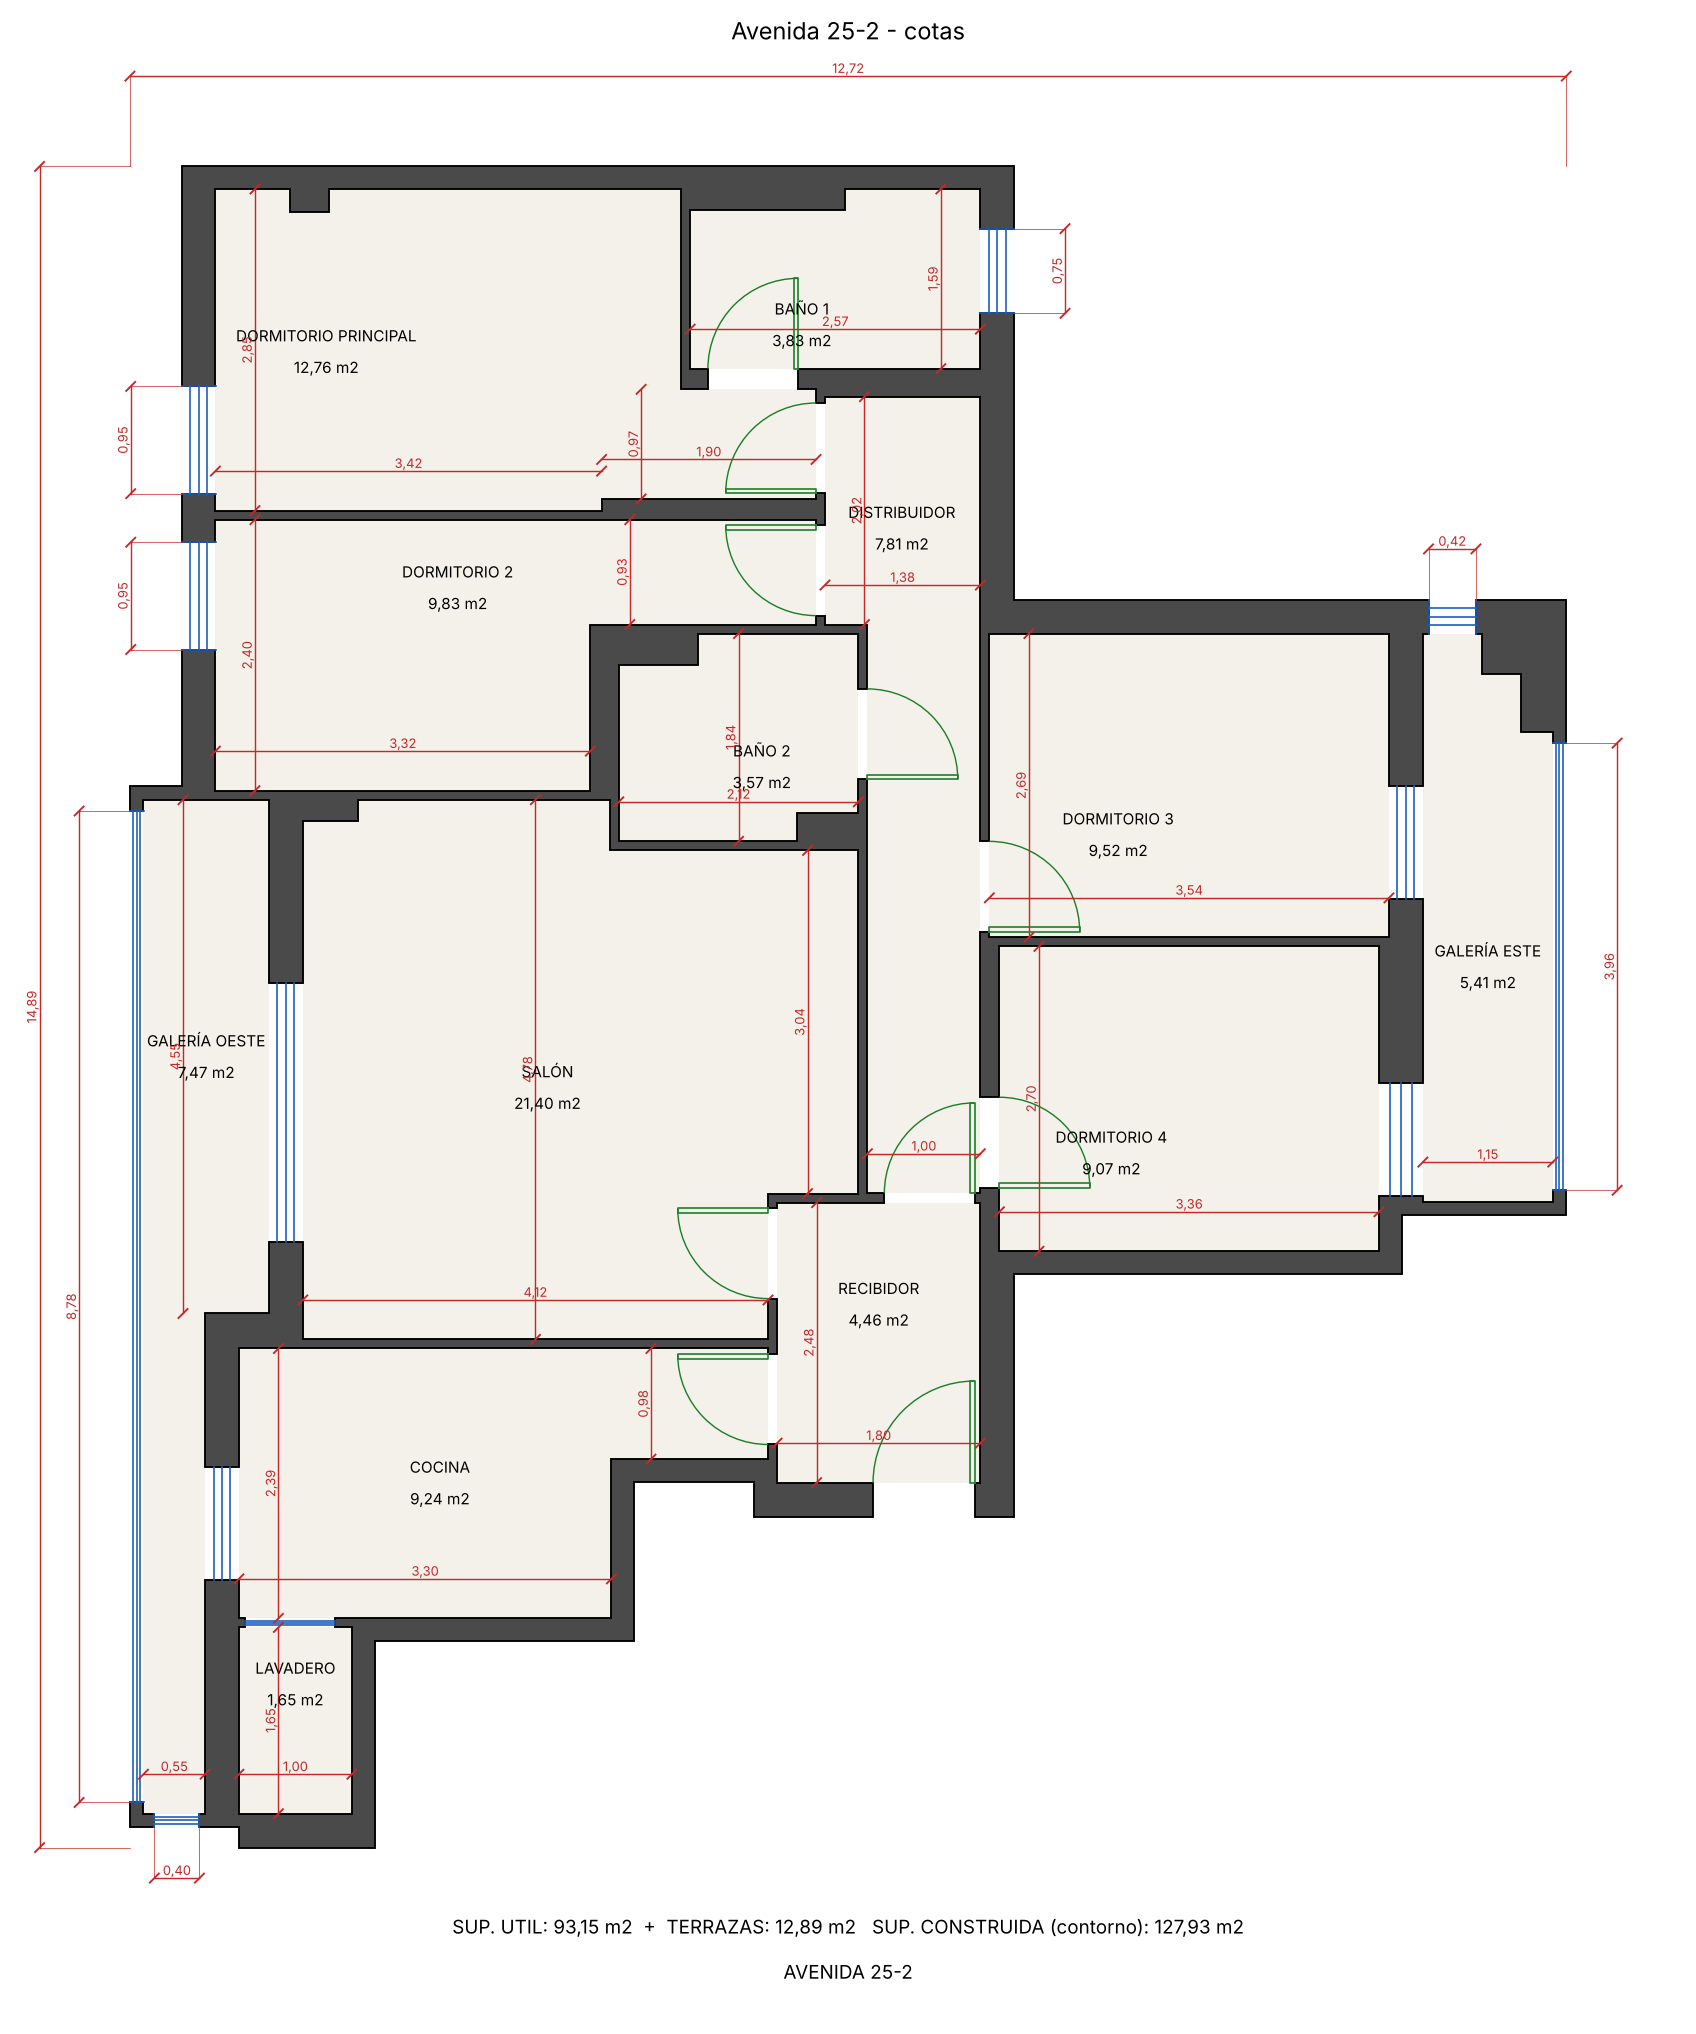 Avenida 25-2 - cotas
12,72
14,89
DORMITORIO PRINCIPAL
12,76 m2
2,85
0,95
3,42
1,90
0,97
BAÑO 1
3,83 m2
2,57
1,59
0,75
DISTRIBUIDOR
7,81 m2
1,38
DORMITORIO 2
9,83 m2
0,95
0,93
2,40
3,32
BAÑO 2
3,57 m2
1,84
2,12
0,42
DORMITORIO 3
9,52 m2
2,69
3,54
GALERÍA ESTE
5,41 m2
3,96
1,15
GALERÍA OESTE
7,47 m2
4,55
8,78
SALÓN
21,40 m2
4,78
3,04
4,12
1,00
DORMITORIO 4
9,07 m2
2,70
3,36
RECIBIDOR
4,46 m2
2,48
1,80
COCINA
9,24 m2
0,98
2,39
3,30
LAVADERO
1,65 m2
1,65
1,00
0,55
0,40
SUP. UTIL: 93,15 m2 + TERRAZAS: 12,89 m2 SUP. CONSTRUIDA (contorno): 127,93 m2
AVENIDA 25-2